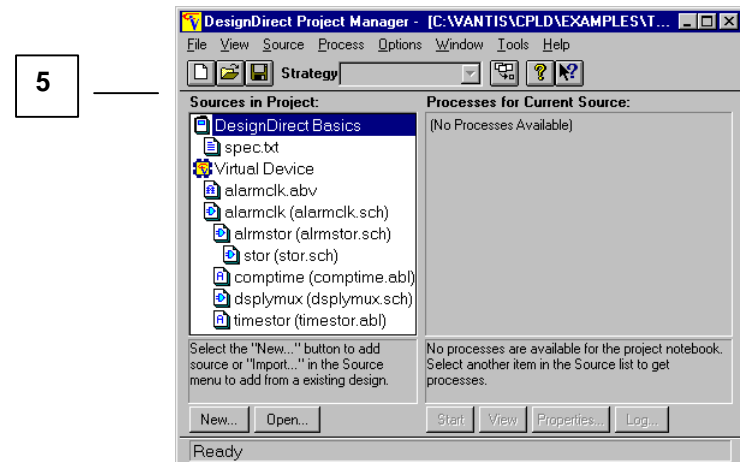 5
DesignDirect Project Manager - [C:\VANTIS\CPLD\EXAMPLES\T...
File View Source Process Options Window Tools Help
Strategy
Sources in Project:
DesignDirect Basics
spec.txt
Virtual Device
alarmclk.abv
alarmclk (alarmclk.sch)
alrmstor (alrmstor.sch)
stor (stor.sch)
comptime (comptime.abl)
dsplymux (dsplymux.sch)
timestor (timestor.abl)
Select the "New..." button to add
source or "Import..." in the Source
menu to add from a existing design.
New... Open...
Processes for Current Source:
(No Processes Available)
No processes are available for the project notebook.
Select another item in the Source list to get
processes.
Start View Properties... Log...
Ready